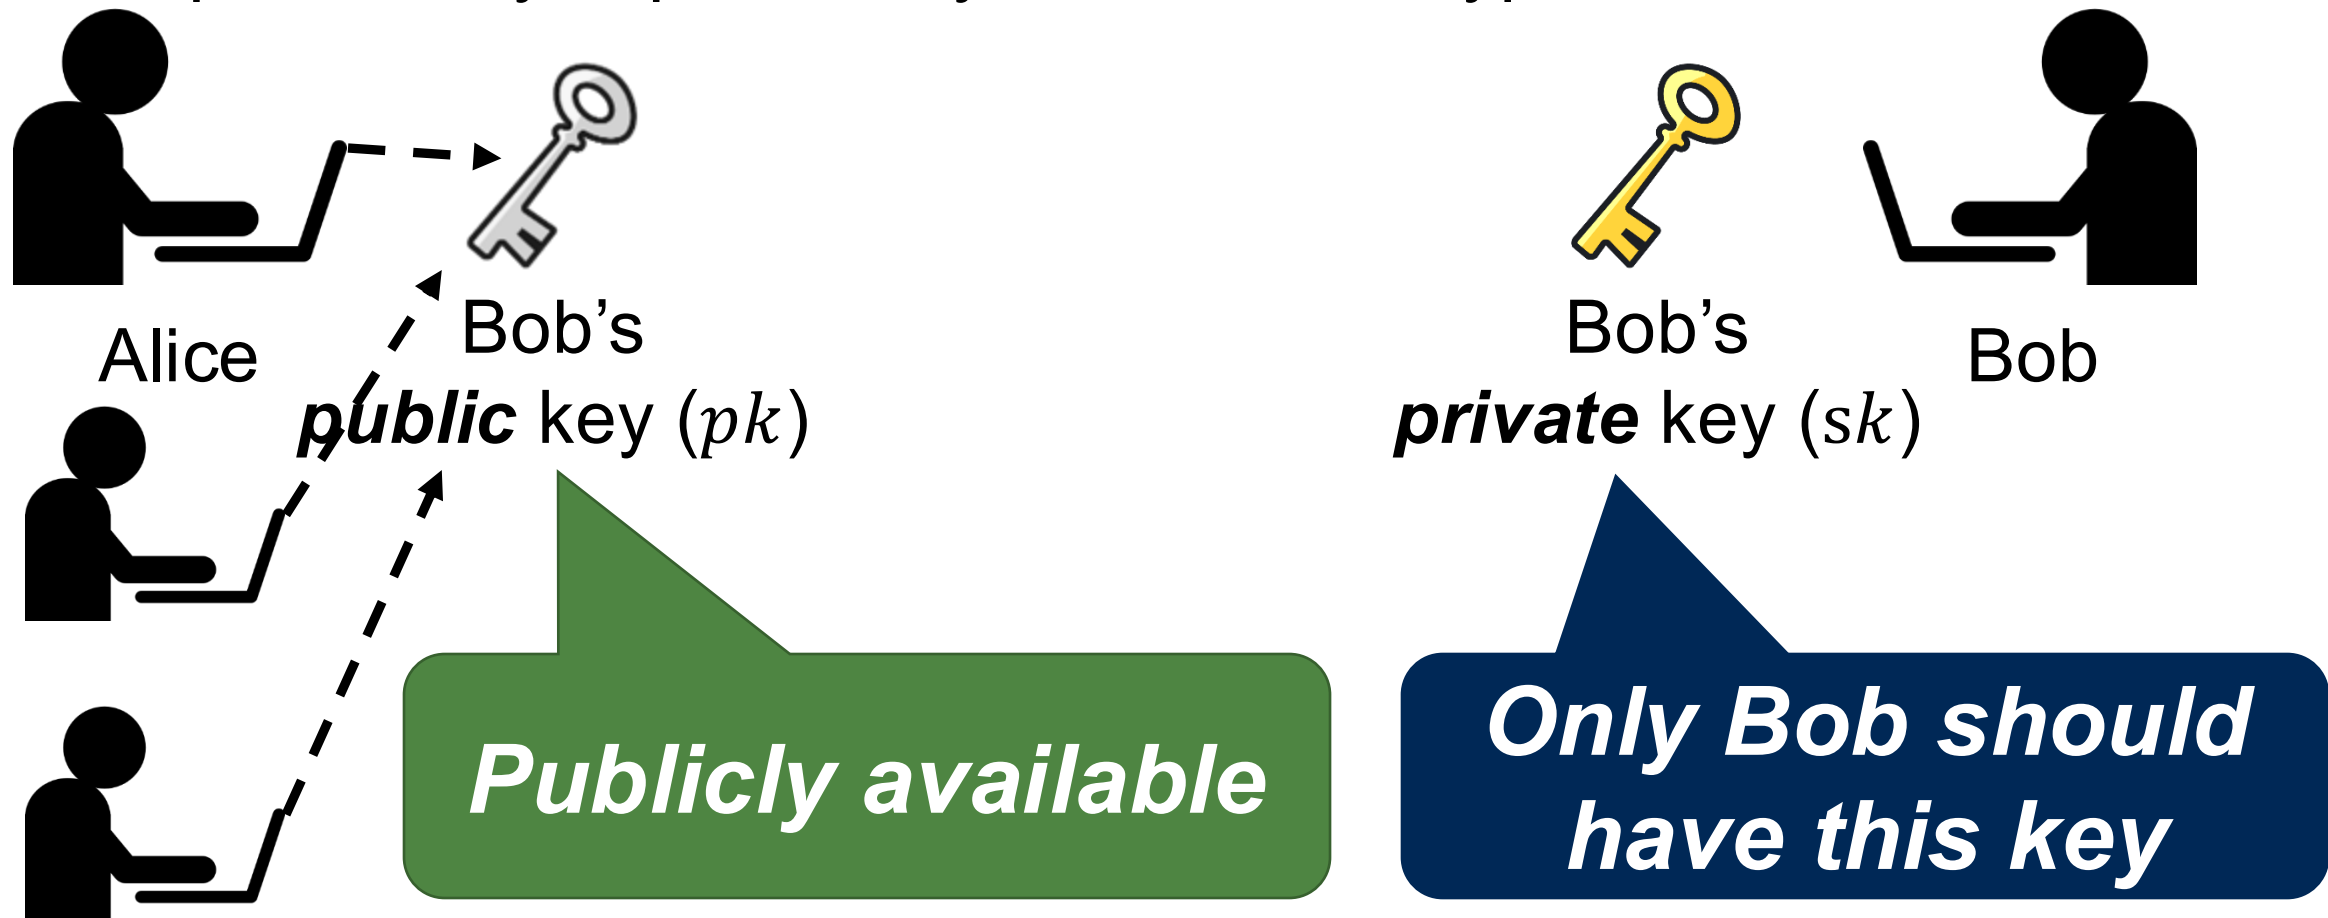 Alice
Bob’s
public key (pk)
Bob’s
private key (sk)
Bob
Publicly available
Only Bob should
have this key